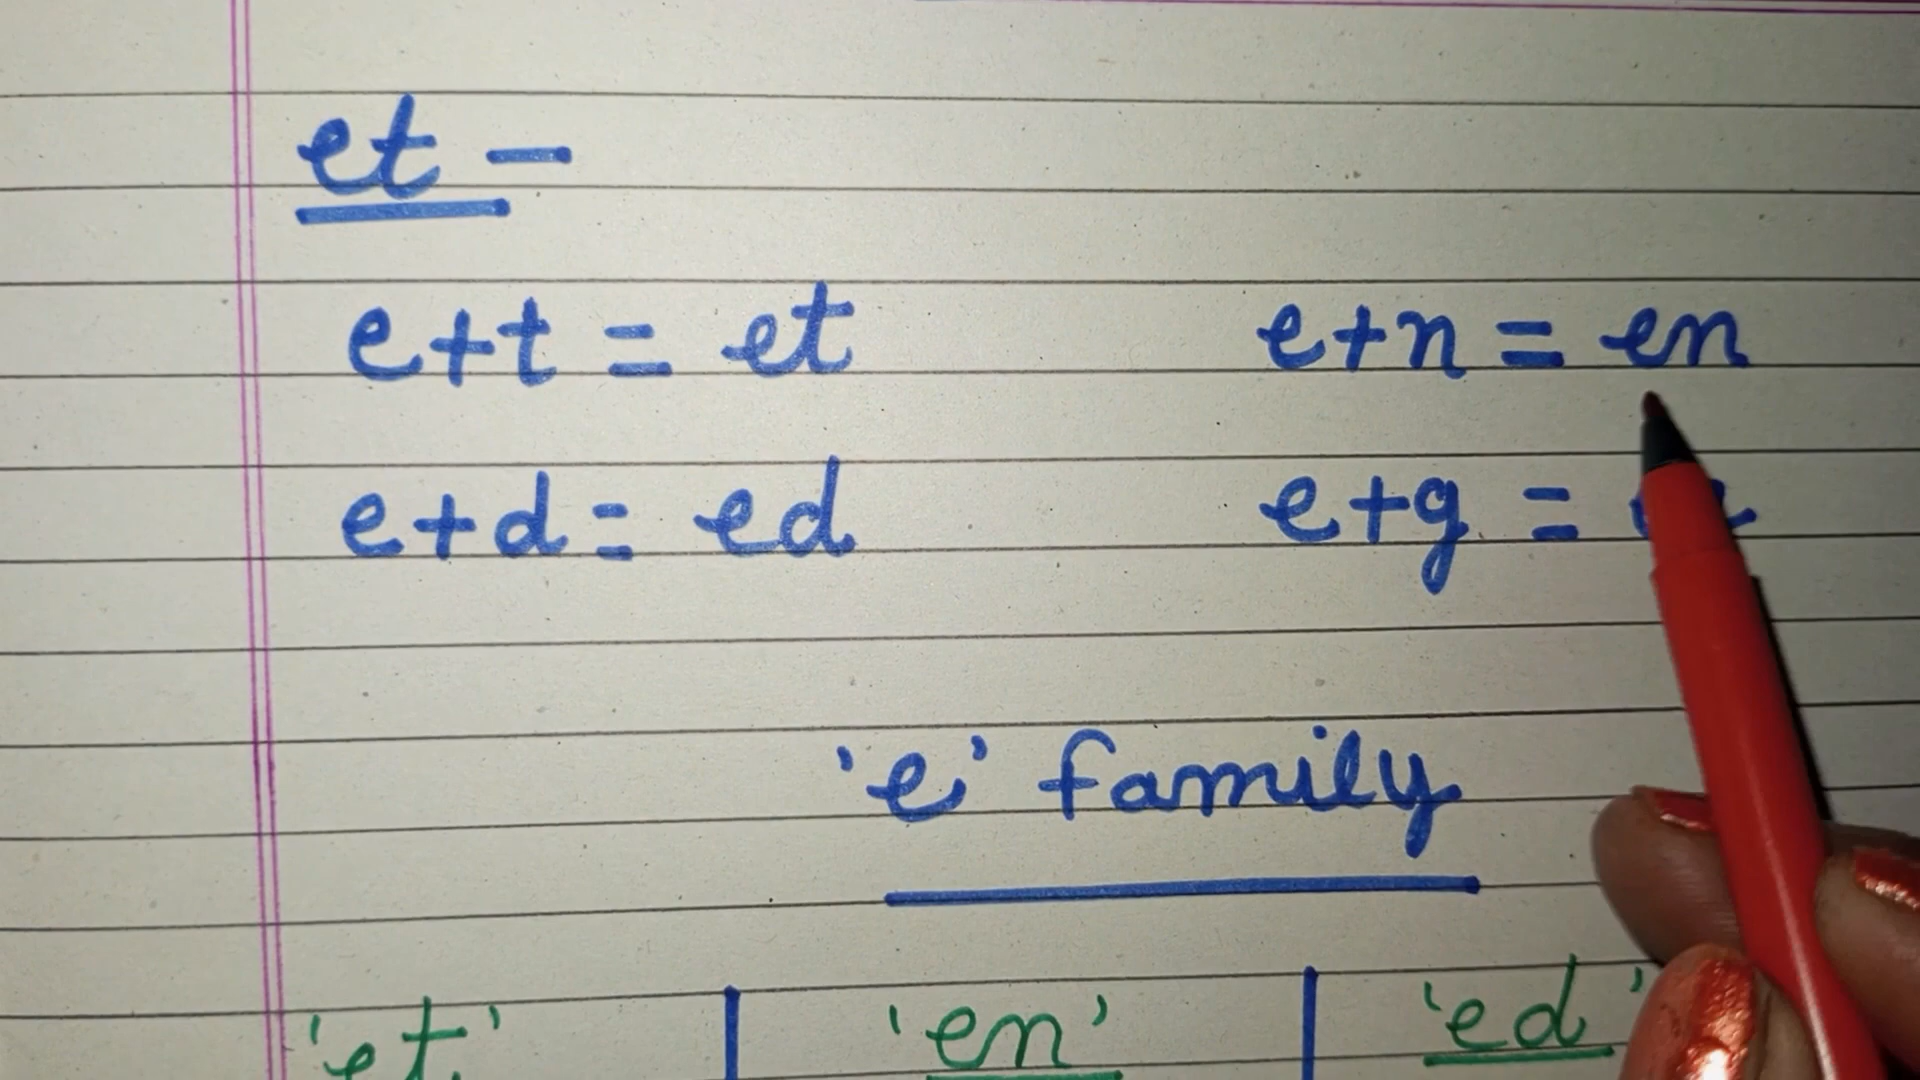 et –
e+t = et e+n = en
e+d = ed e+g =
'e' family
'et' 'en' 'ed'